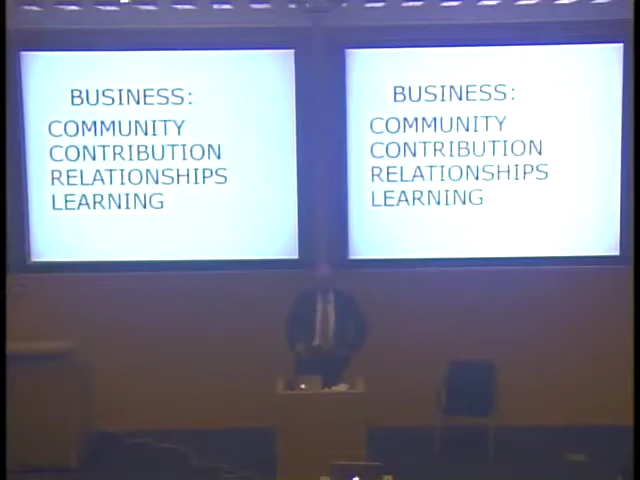 BUSINESS:
COMMUNITY
CONTRIBUTION
RELATIONSHIPS
LEARNING
BUSINESS:
COMMUNITY
CONTRIBUTION
RELATIONSHIPS
LEARNING